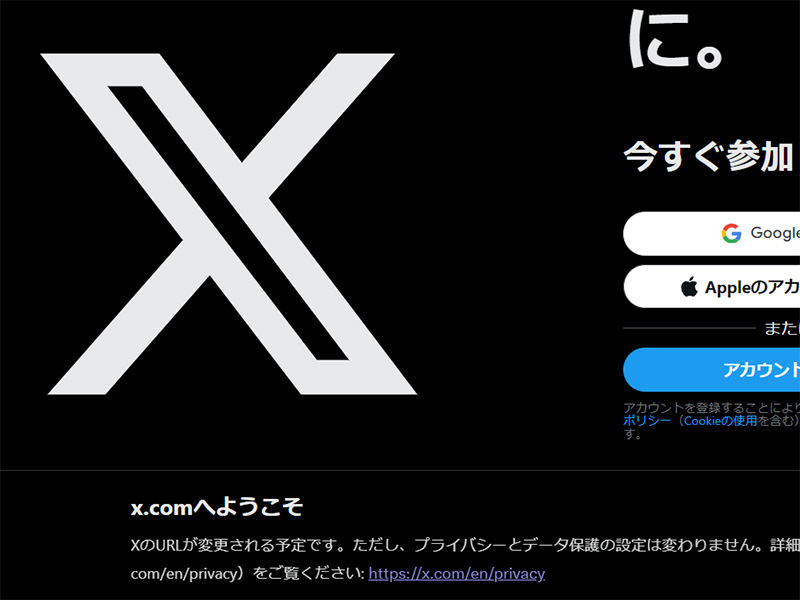 に。
今すぐ参加
Google
Appleのアカ
また
アカウント
アカウントを登録することにより
ポリシー（Cookieの使用を含む）
す。
x.comへようこそ
XのURLが変更される予定です。ただし、プライバシーとデータ保護の設定は変わりません。詳細
com/en/privacy）をご覧ください: https://x.com/en/privacy